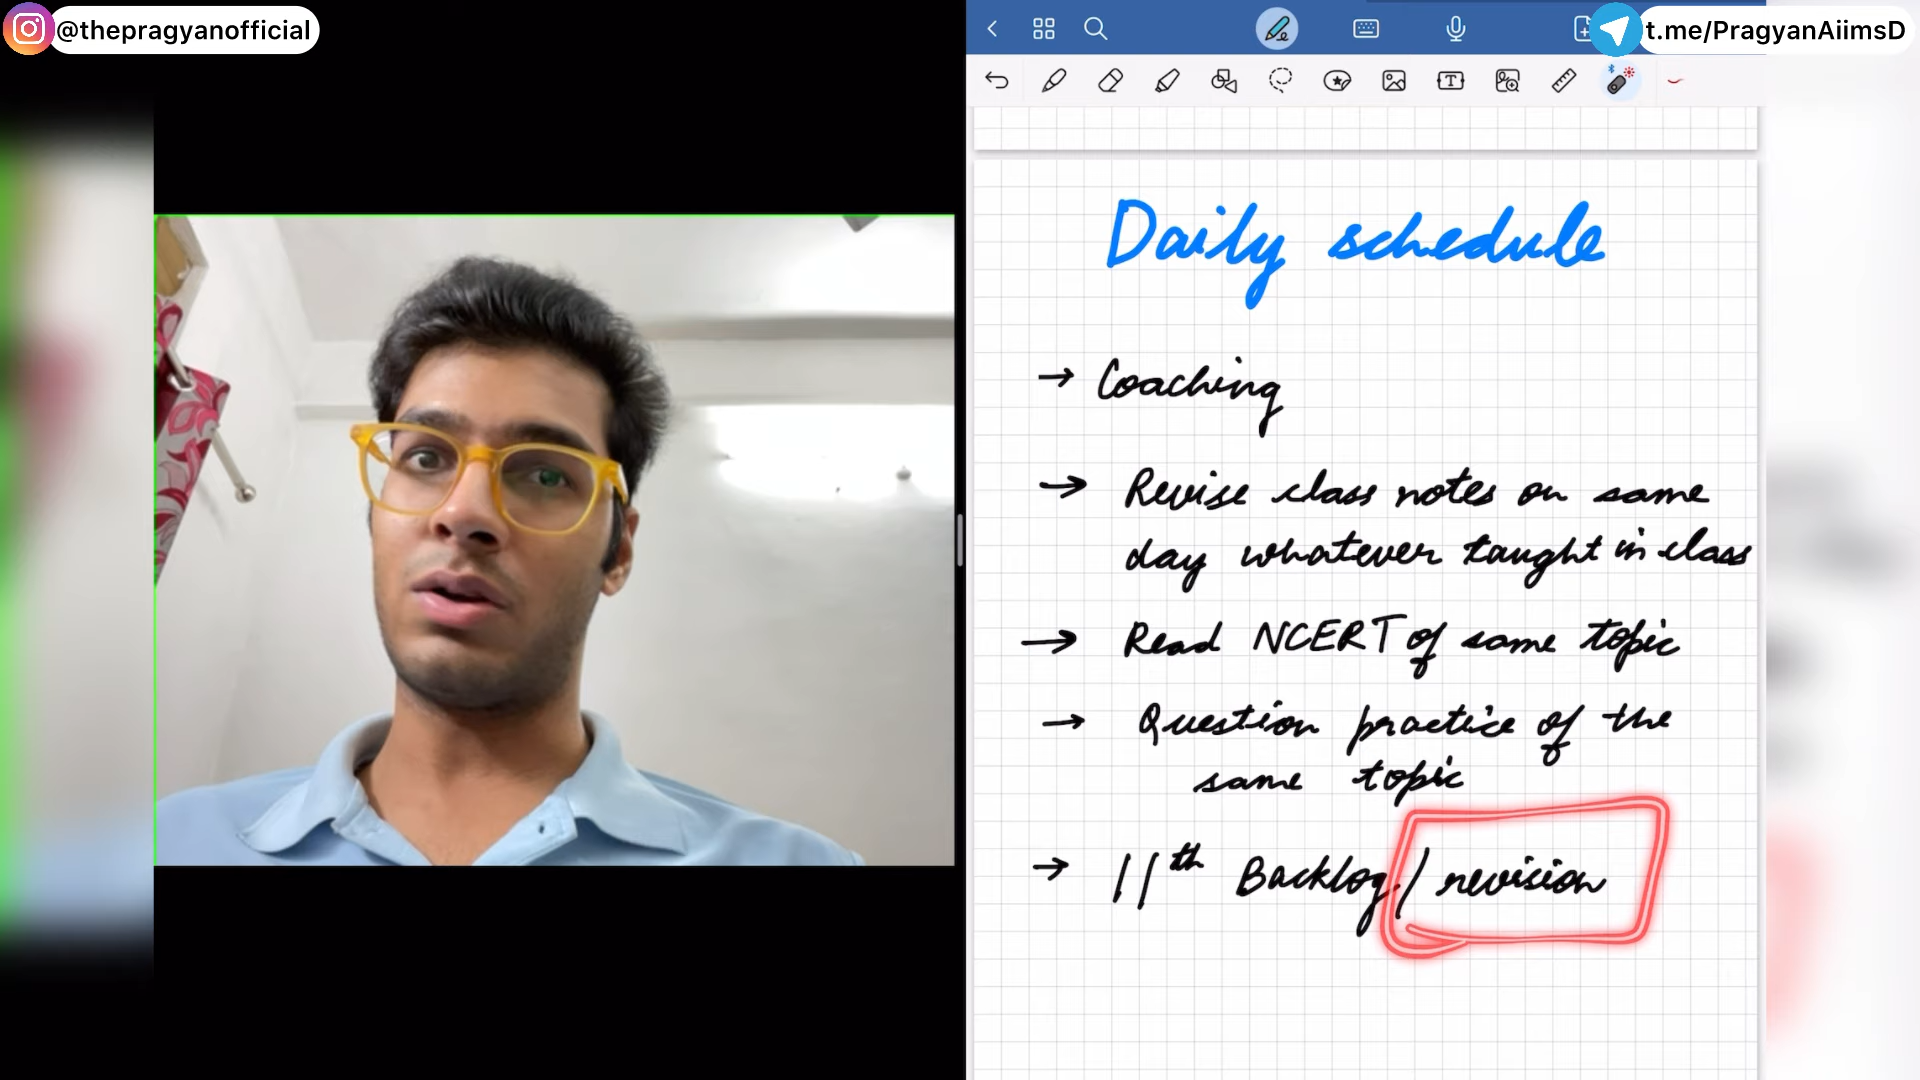 @thepragyanofficial
t.me/PragyanAiimsD
Daily schedule
→ Coaching
→ Revise class notes on same
day whatever taught in class
→ Read NCERT of same topic
→ Question practice of the
same topic
→ 11th Backlog / revision